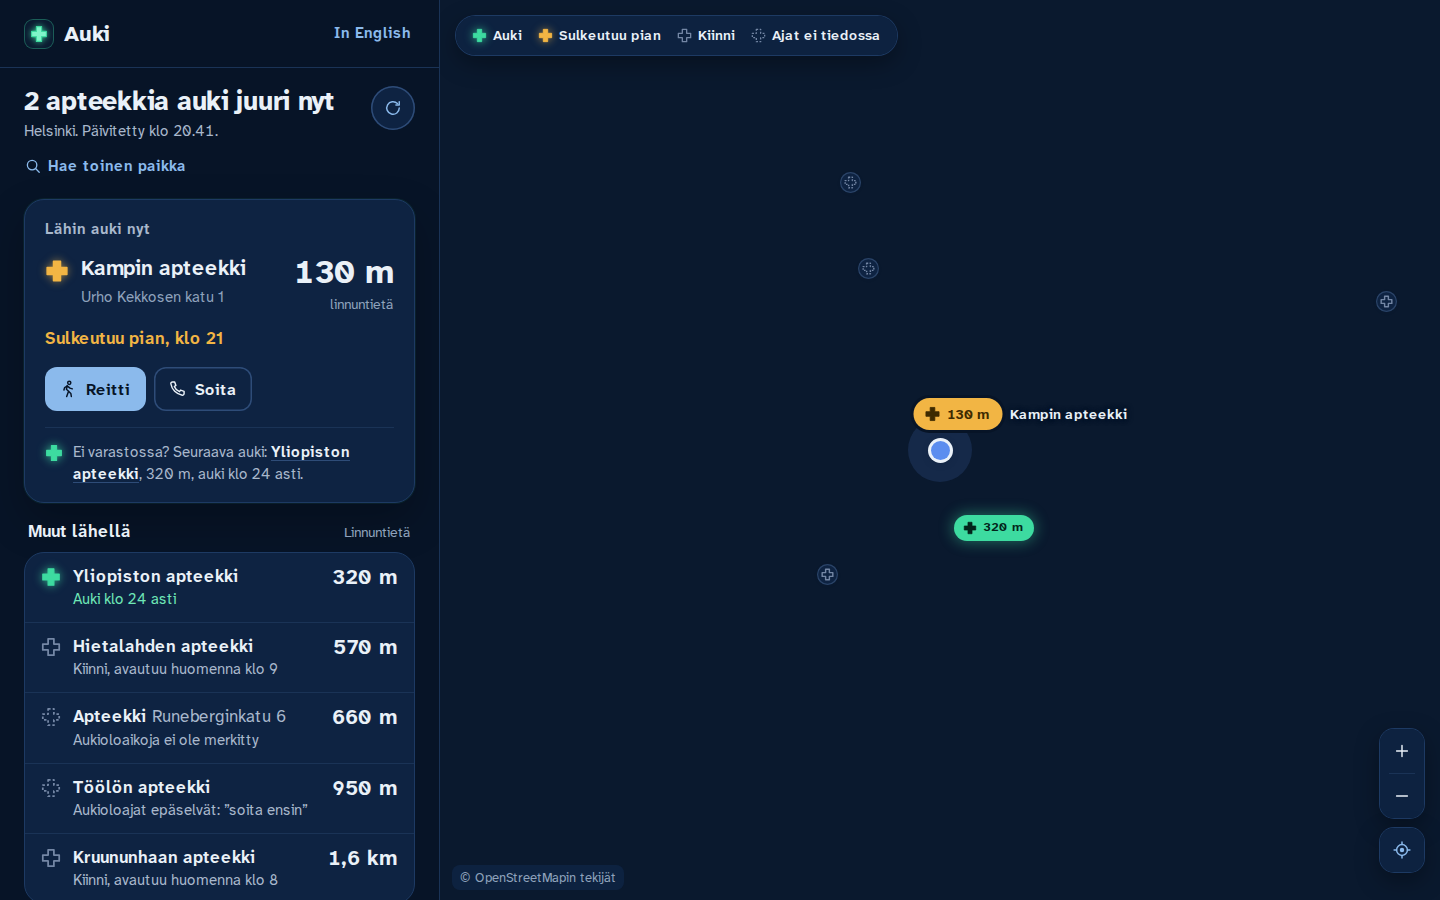 Auki
In English
2 apteekkia auki juuri nyt
Helsinki. Päivitetty klo 20.41.
Hae toinen paikka
Lähin auki nyt
Kampin apteekki
130 m
Urho Kekkosen katu 1
linnuntietä
Sulkeutuu pian, klo 21
Reitti
Soita
Ei varastossa? Seuraava auki: Yliopiston
apteekki, 320 m, auki klo 24 asti.
Muut lähellä
Linnuntietä
Yliopiston apteekki
320 m
Auki klo 24 asti
Hietalahden apteekki
570 m
Kiinni, avautuu huomenna klo 9
Apteekki Runeberginkatu 6
660 m
Aukioloaikoja ei ole merkitty
Töölön apteekki
950 m
Aukioloajat epäselvät: ”soita ensin”
Kruununhaan apteekki
1,6 km
Kiinni, avautuu huomenna klo 8
Auki
Sulkeutuu pian
Kiinni
Ajat ei tiedossa
130 m
Kampin apteekki
320 m
+
−
© OpenStreetMapin tekijät